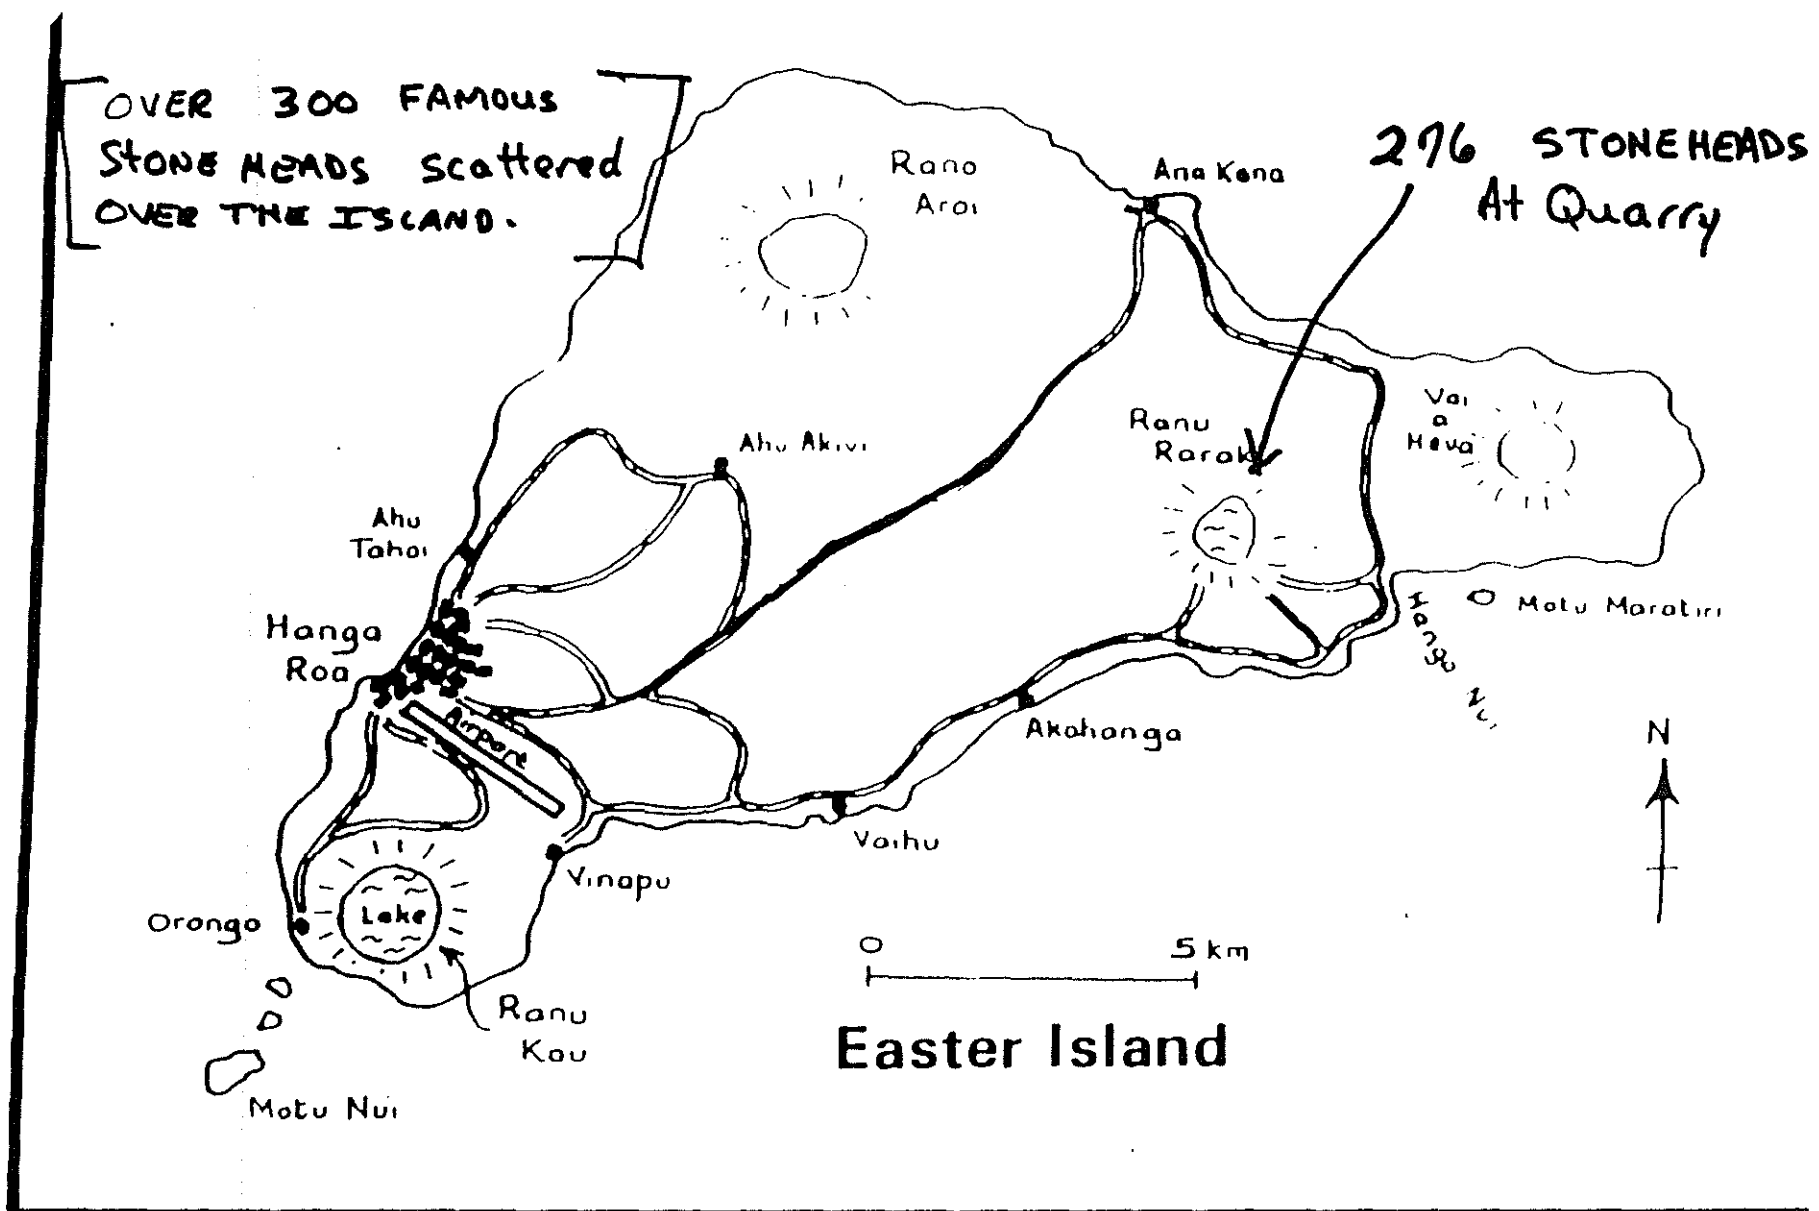 OVER 300 FAMOUS
STONE HEADS scattered
OVER THE ISLAND.
276 STONEHEADS
At Quarry
Rano
Aroi
Ana Kena
Vai
a
Heva
Ranu
Rarak
Ahu Akivi
Ahu
Tahai
Hanga
Roa
Airport
Motu Marotiri
Hanga Nui
Akahanga
Vaihu
Vinapu
Orongo
Lake
Ranu
Kau
Motu Nui
N
0 5 km
Easter Island